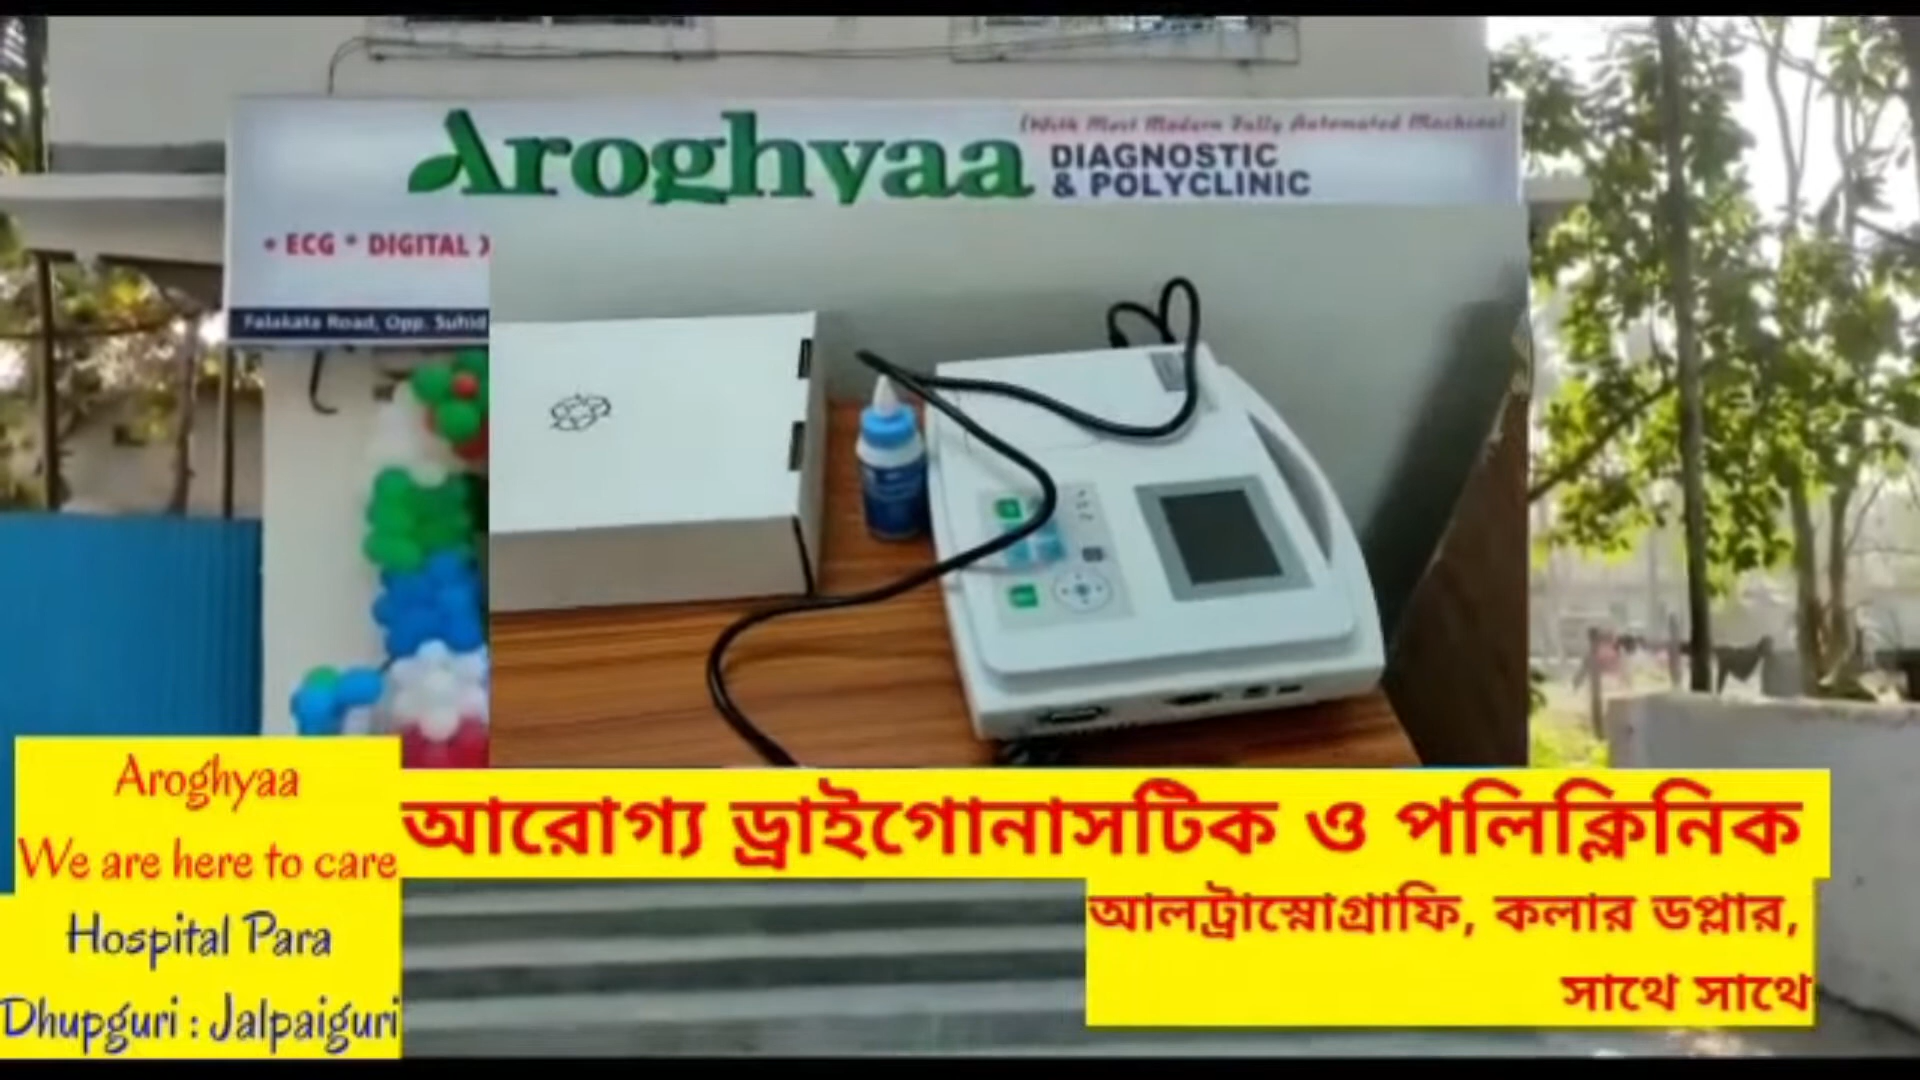 Aroghyaa
(With Most Modern Fully Automated Machine)
DIAGNOSTIC
& POLYCLINIC
* ECG * DIGITAL X
Falakata Road, Opp. Suhid
Aroghyaa
We are here to care
Hospital Para
Dhupguri : Jalpaiguri
আরোগ্য ড্রাইগোনাসটিক ও পলিক্লিনিক
আলট্রাস্নোগ্রাফি, কলার ডপ্লার,
সাথে সাথে